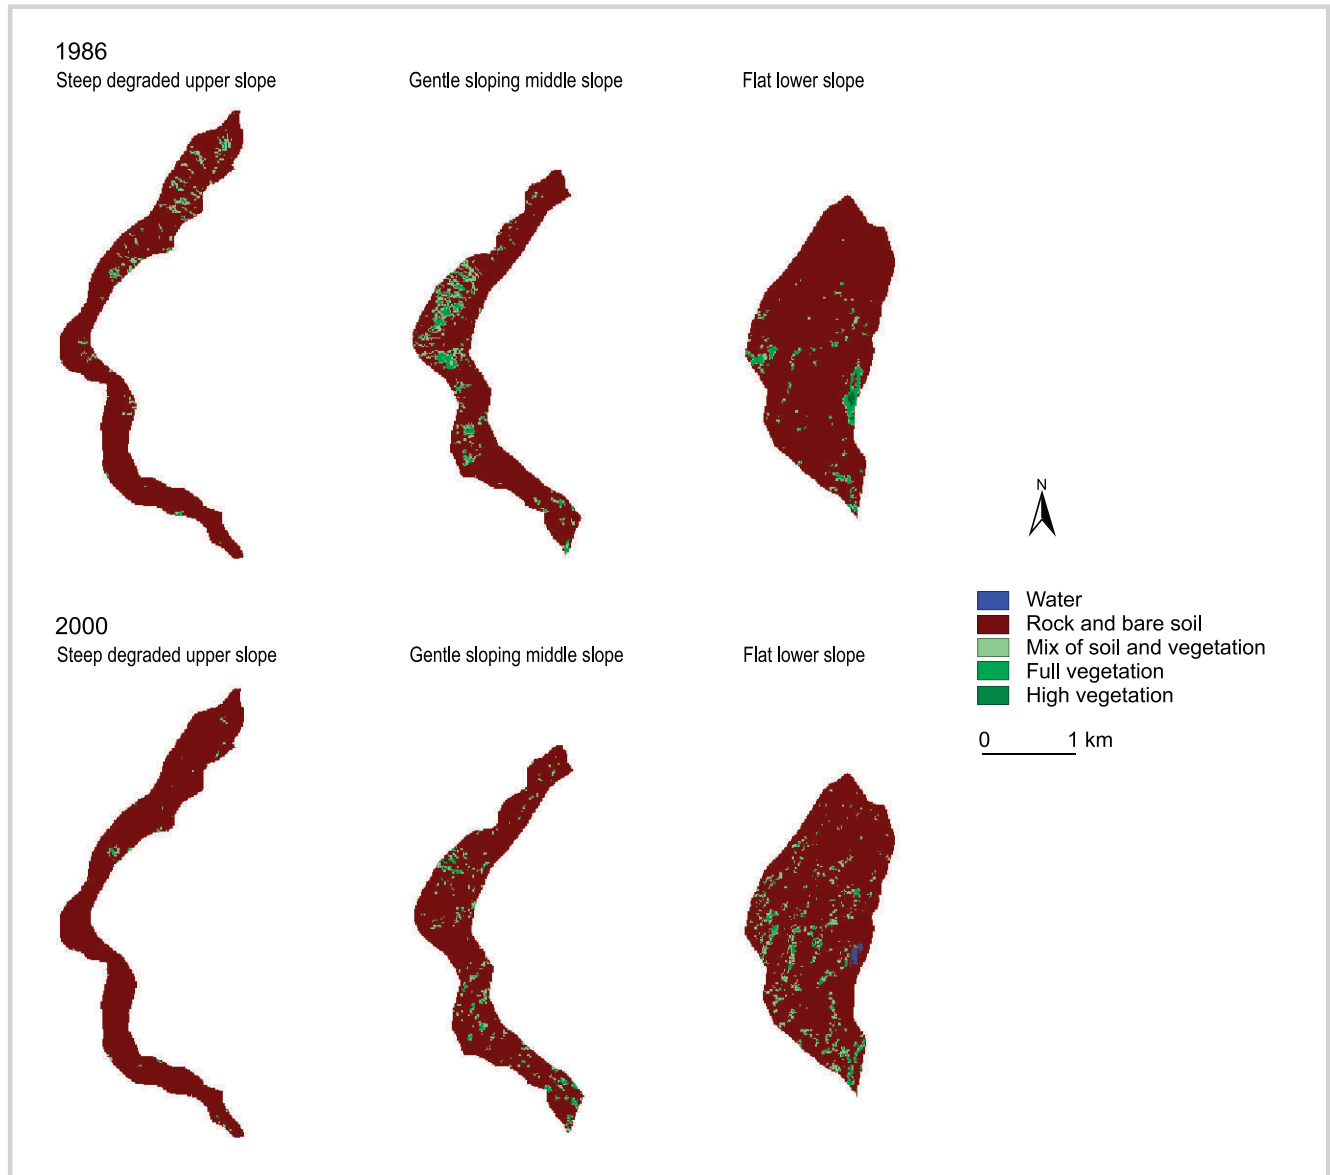 1986
Steep degraded upper slope
Gentle sloping middle slope
Flat lower slope
N
Water
Rock and bare soil
Mix of soil and vegetation
Full vegetation
High vegetation
0 1 km
2000
Steep degraded upper slope
Gentle sloping middle slope
Flat lower slope